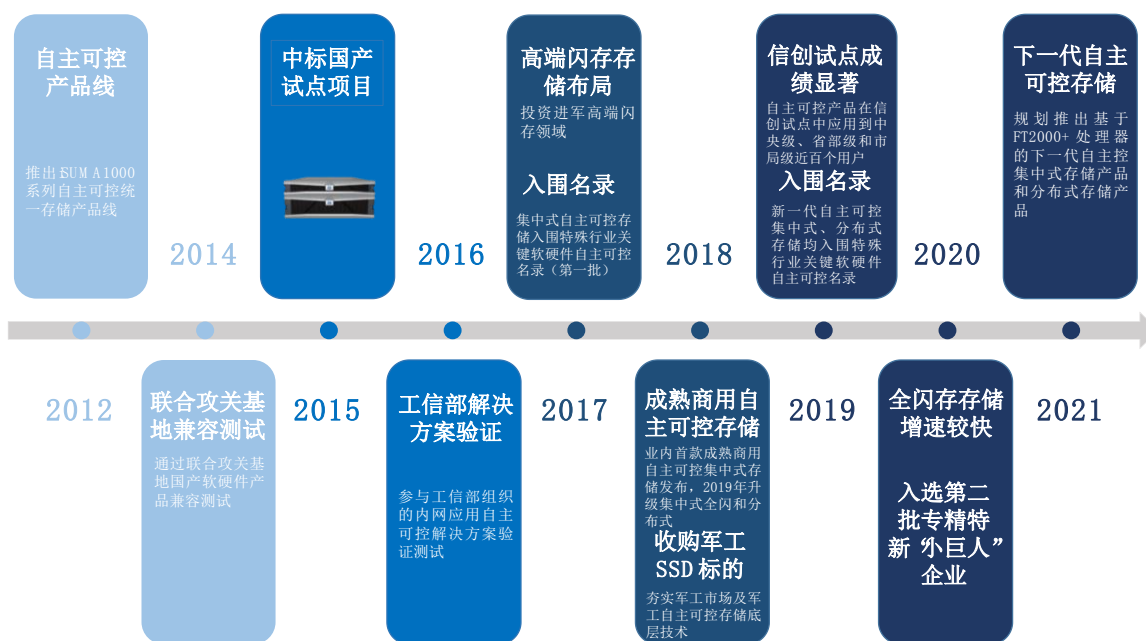 自主可控
产品线
推出 iSUM A1000
系列自主可控统
一存储产品线
2012
2014
联合攻关基
地兼容测试
通过联合攻关基
地国产软硬件产
品兼容测试
中标国产
试点项目
2015
2016
工信部解决
方案验证
参与工信部组织
的内网应用自主
可控解决方案验
证测试
高端闪存存
储布局
投资进军高端闪
存领域
入围名录
集中式自主可控存
储入围特殊行业关
键软硬件自主可控
名录（第一批）
2017
2018
成熟商用自
主可控存储
业内首款成熟商用
自主可控集中式存
储发布，2019年升
级集中式全闪和分
布式
收购军工
SSD 标的
夯实军工市场及军
工自主可控存储底
层技术
信创试点成
绩显著
自主可控产品在信
创试点中应用到中
央级、省部级和市
局级近百个用户
入围名录
新一代自主可控
集中式、分布式
存储均入围特殊
行业关键软硬件
自主可控名录
2019
2020
全闪存存储
增速较快
入选第二
批专精特
新“小巨人”
企业
下一代自主
可控存储
规划推出基于
FT2000+ 处理器
的下一代自主控
集中式存储产品
和分布式存储产
品
2021